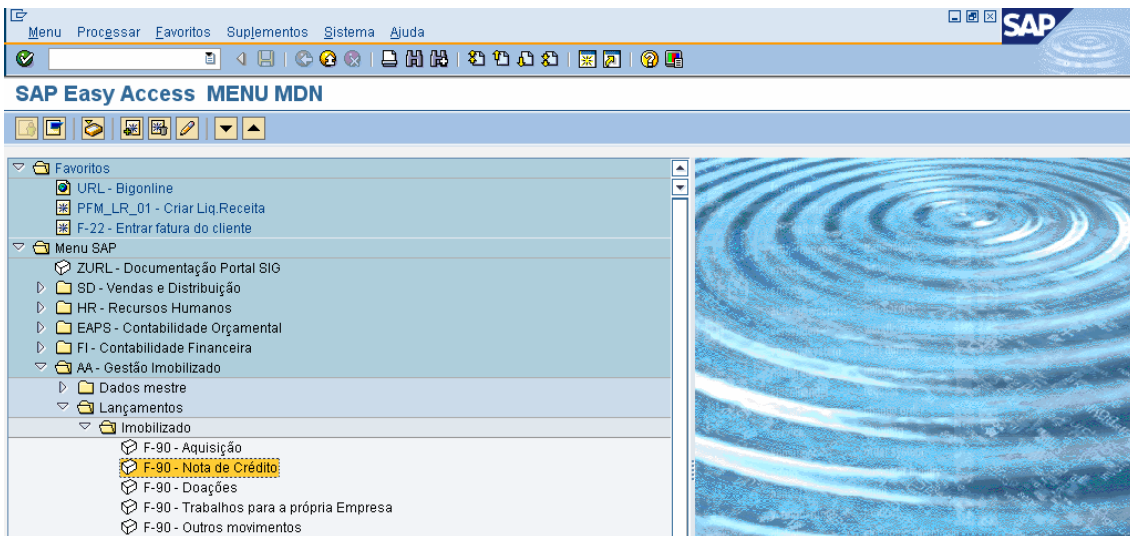 Menu Processar Favoritos Suplementos Sistema Ajuda
SAP
SAP Easy Access MENU MDN
Favoritos
URL - Bigonline
PFM_LR_01 - Criar Liq.Receita
F-22 - Entrar fatura do cliente
Menu SAP
ZURL - Documentação Portal SIG
SD - Vendas e Distribuição
HR - Recursos Humanos
EAPS - Contabilidade Orçamental
FI - Contabilidade Financeira
AA - Gestão Imobilizado
Dados mestre
Lançamentos
Imobilizado
F-90 - Aquisição
F-90 - Nota de Crédito
F-90 - Doações
F-90 - Trabalhos para a própria Empresa
F-90 - Outros movimentos